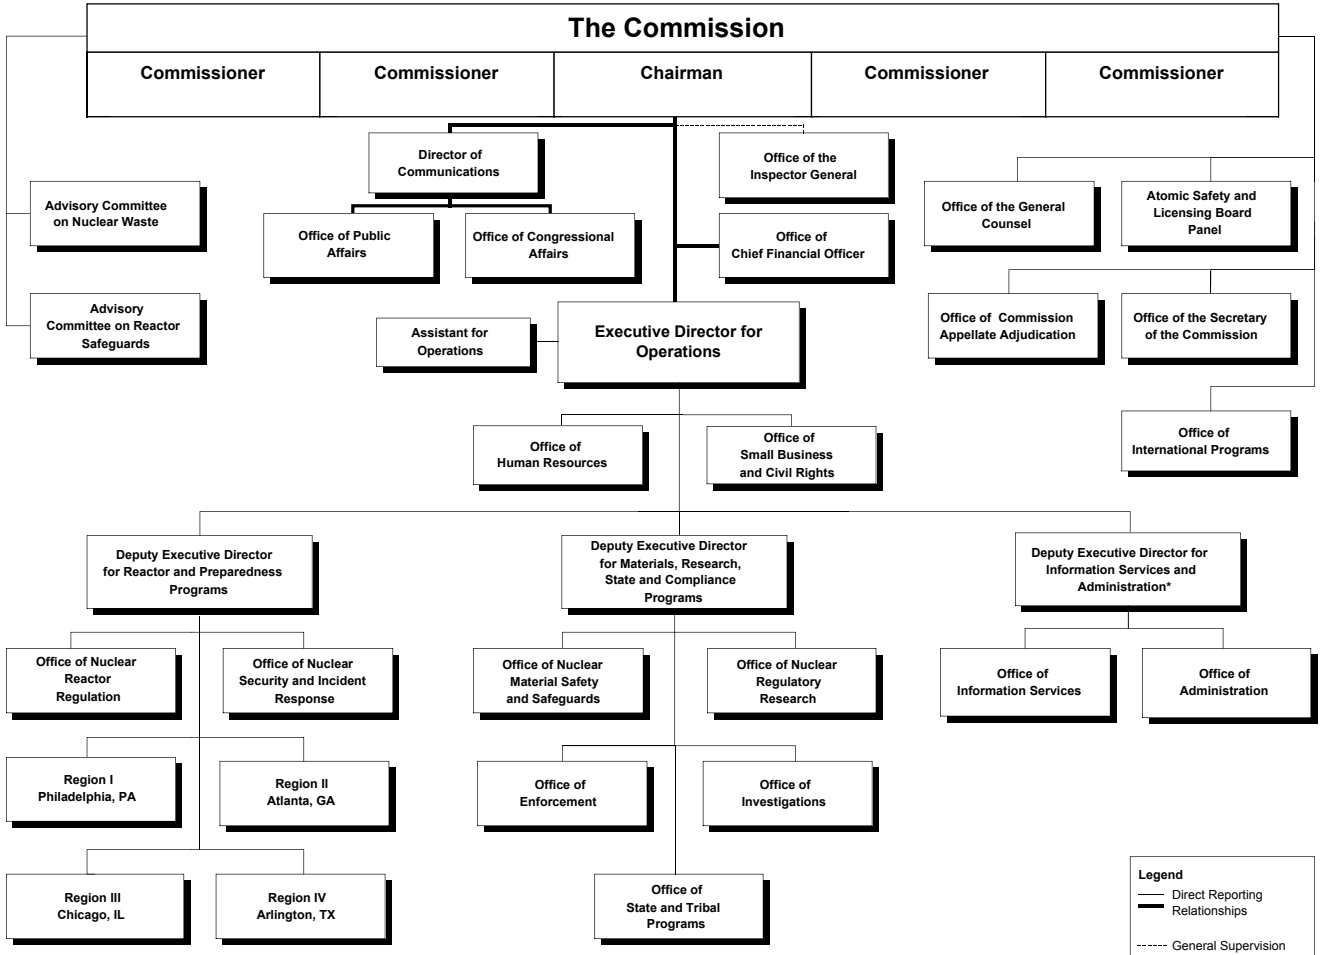 The Commission
Commissioner
Commissioner
Chairman
Commissioner
Commissioner
Director of
Communications
Office of the
Inspector General
Advisory Committee
on Nuclear Waste
Office of Public
Affairs
Office of Congressional
Affairs
Office of
Chief Financial Officer
Office of the General
Counsel
Atomic Safety and
Licensing Board
Panel
Advisory
Committee on Reactor
Safeguards
Assistant for
Operations
Executive Director for
Operations
Office of Commission
Appellate Adjudication
Office of the Secretary
of the Commission
Office of
Human Resources
Office of
Small Business
and Civil Rights
Office of
International Programs
Deputy Executive Director
for Reactor and Preparedness
Programs
Deputy Executive Director
for Materials, Research,
State and Compliance
Programs
Deputy Executive Director for
Information Services and
Administration*
Office of Nuclear
Reactor
Regulation
Office of Nuclear
Security and Incident
Response
Office of Nuclear
Material Safety
and Safeguards
Office of Nuclear
Regulatory
Research
Office of
Information Services
Office of
Administration
Region I
Philadelphia, PA
Region II
Atlanta, GA
Office of
Enforcement
Office of
Investigations
Region III
Chicago, IL
Region IV
Arlington, TX
Office of
State and Tribal
Programs
Legend
Direct Reporting
Relationships
General Supervision